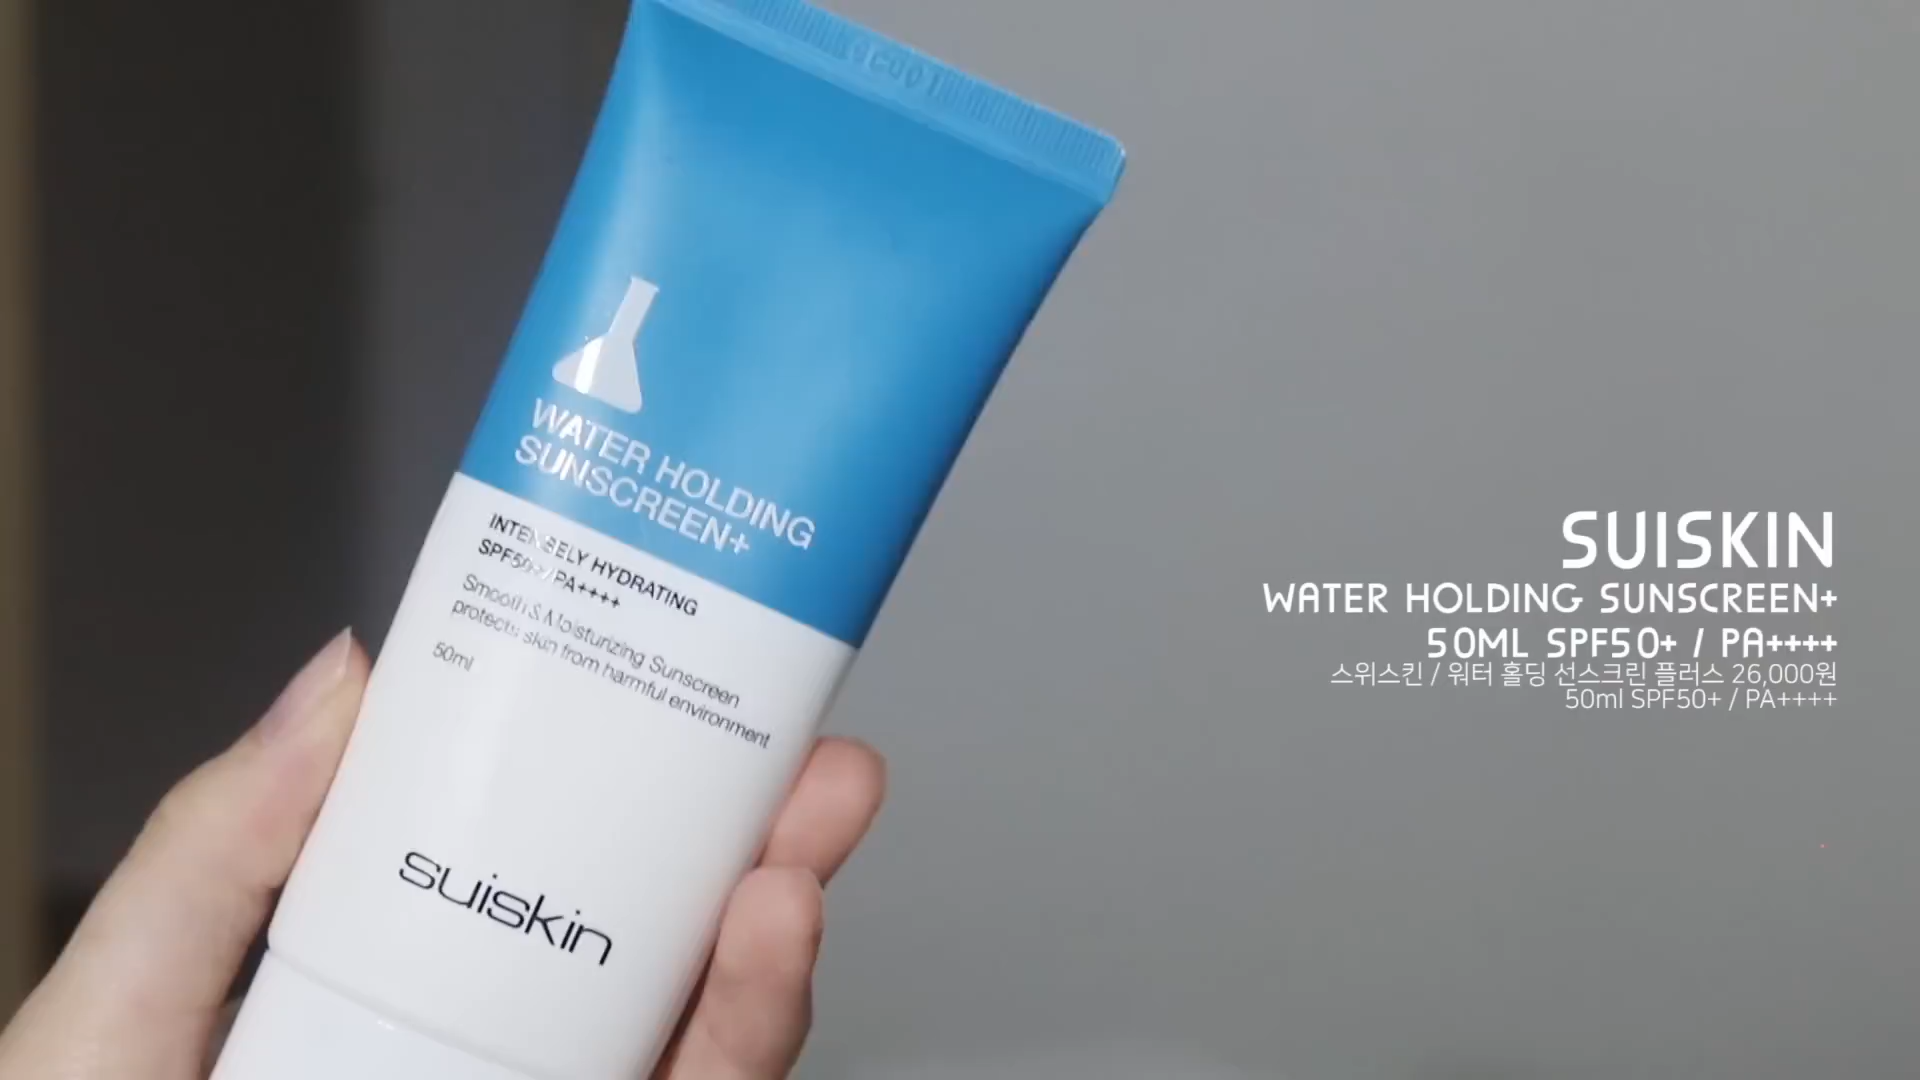 WATER HOLDING
SUNSCREEN+
INTENSELY HYDRATING
SPF50+/PA++++
Smooth & Moisturizing Sunscreen
protects skin from harmful environment
50ml
suiskin
SUISKIN
WATER HOLDING SUNSCREEN+
50ML SPF50+ / PA++++
스위스킨 / 워터 홀딩 선스크린 플러스 26,000원
50ml SPF50+ / PA++++